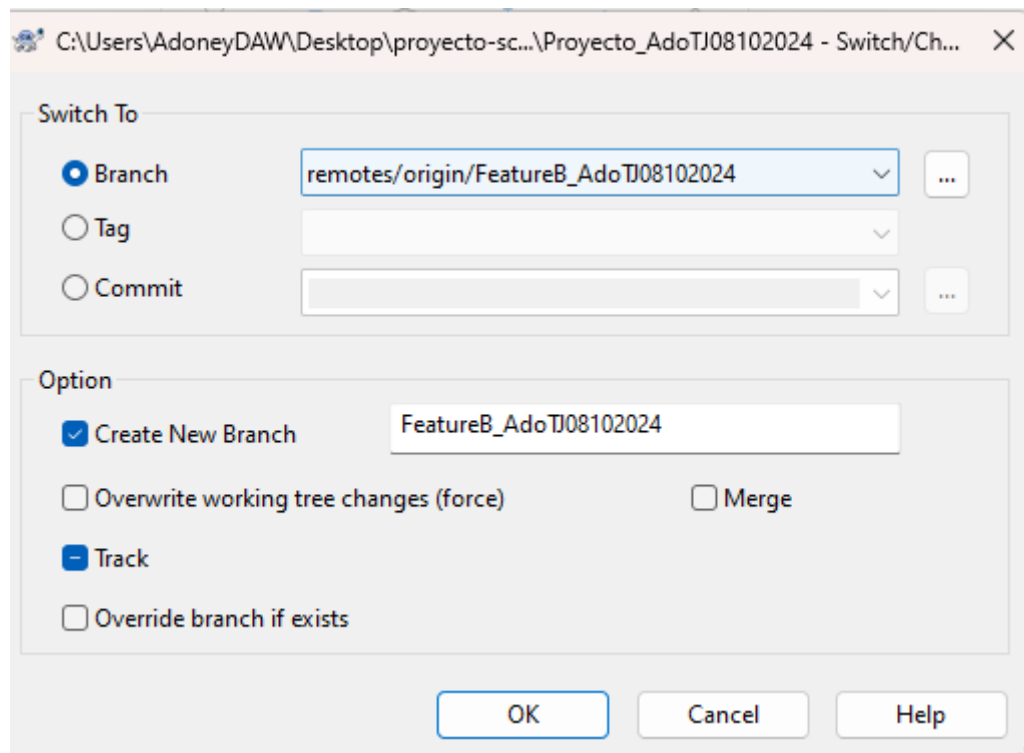 C:\Users\AdoneyDAW\Desktop\proyecto-sc...\Proyecto_AdoTJ08102024 - Switch/Ch...
Switch To
Branch remotes/origin/FeatureB_AdoTJ08102024 ...
Tag
Commit ...
Option
Create New Branch FeatureB_AdoTJ08102024
Overwrite working tree changes (force) Merge
Track
Override branch if exists
OK Cancel Help